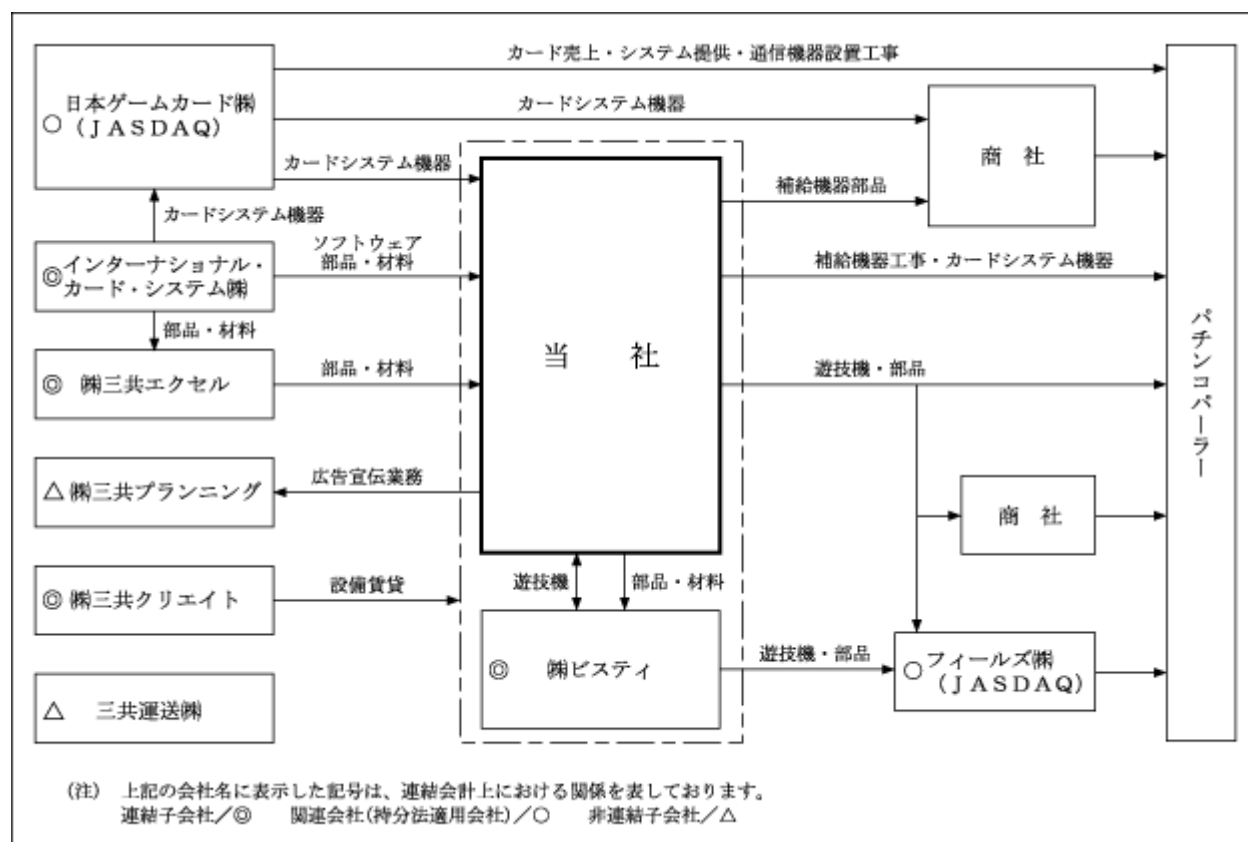 カード売上・システム提供・通信機器設置工事
○日本ゲームカード㈱
（ＪＡＳＤＡＱ）
カードシステム機器
商　社
カードシステム機器
補給機器部品
カードシステム機器
◎インターナショナル・
カード・システム㈱
ソフトウェア
部品・材料
補給機器工事・カードシステム機器
部品・材料
当　社
パチンコパーラー
◎ ㈱三共エクセル
部品・材料
遊技機・部品
△㈱三共プランニング
広告宣伝業務
商　社
◎㈱三共クリエイト
設備賃貸
遊技機
部品・材料
◎ ㈱ビスティ
遊技機・部品
○フィールズ㈱
（ＪＡＳＤＡＱ）
△ 三共運送㈱
(注)　上記の会社名に表示した記号は、連結会計上における関係を表しております。
連結子会社／◎　関連会社(持分法適用会社)／○　非連結子会社／△